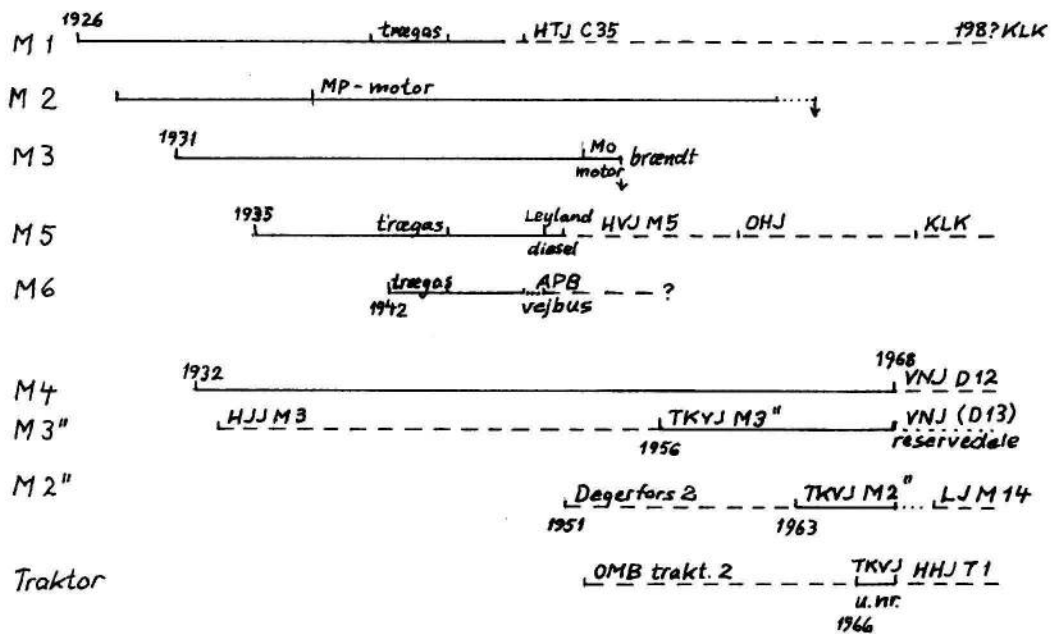 1926
M 1 trægas HTJ C35 198? KLK
M 2 MP-motor
1931
M 3 Mo motor brændt
1935
M 5 trægas Leyland diesel HVJ M5 OHJ KLK
M6 trægas APB vejbus ?
1942
1932 1968
M4 VNJ D12
M3" HJJ M3 TKVJ M3" VNJ (D13)
1956 reservedele
M2" Degerfors 2 TKVJ M2" LJ M14
1951 1963
Traktor OMB trakt. 2 TKVJ HHJ T1
u.nr.
1966